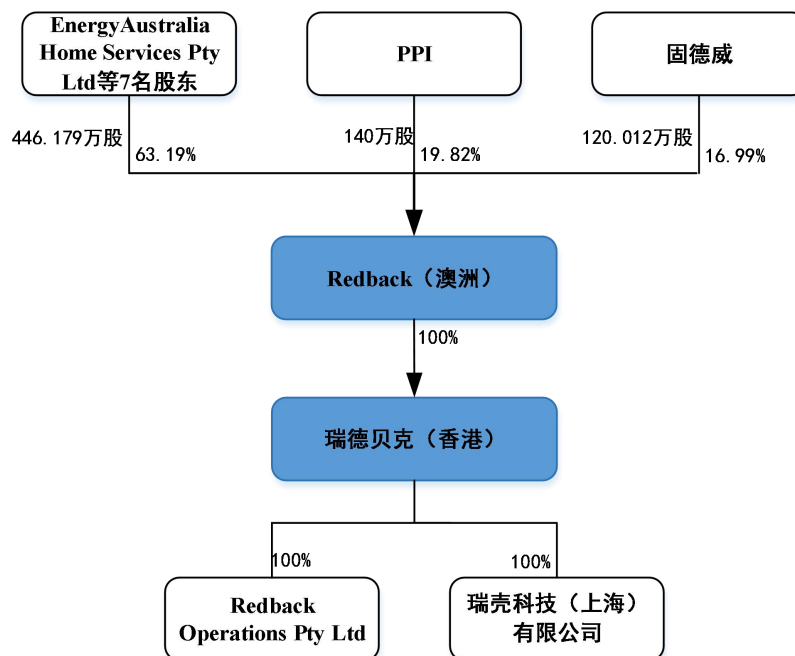 EnergyAustralia
Home Services Pty
Ltd等7名股东
PPI
固德威
446.179万股
63.19%
140万股
19.82%
120.012万股
16.99%
Redback（澳洲）
100%
瑞德贝克（香港）
100%
100%
Redback
Operations Pty Ltd
瑞壳科技（上海）
有限公司